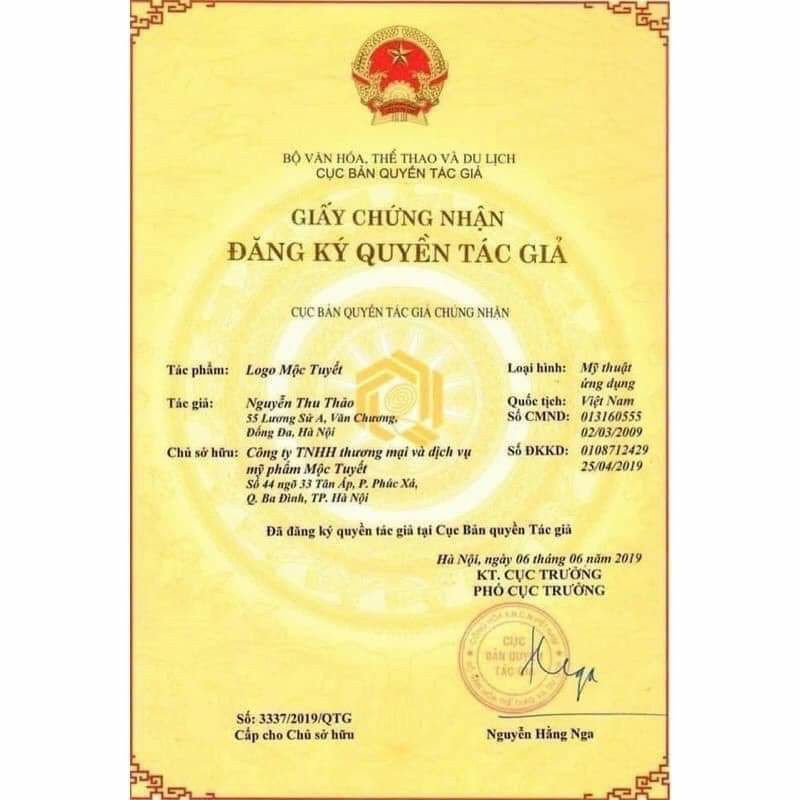 BỘ VĂN HÓA, THỂ THAO VÀ DU LỊCH
CỤC BẢN QUYỀN TÁC GIẢ
GIẤY CHỨNG NHẬN
ĐĂNG KÝ QUYỀN TÁC GIẢ
CỤC BẢN QUYỀN TÁC GIẢ CHỨNG NHẬN
Tác phẩm: Logo Mộc Tuyết
Loại hình: Mỹ thuật
ứng dụng
Tác giả: Nguyễn Thu Thảo
55 Lương Sử A, Văn Chương,
Đống Đa, Hà Nội
Quốc tịch: Việt Nam
Số CMND: 013160555
02/03/2009
Chủ sở hữu: Công ty TNHH thương mại và dịch vụ
mỹ phẩm Mộc Tuyết
Số 44 ngõ 33 Tân Ấp, P. Phúc Xá,
Q. Ba Đình, TP. Hà Nội
Số ĐKKD: 0108712429
25/04/2019
Đã đăng ký quyền tác giả tại Cục Bản quyền Tác giả
Hà Nội, ngày 06 tháng 06 năm 2019
KT. CỤC TRƯỞNG
PHÓ CỤC TRƯỞNG
CỤC
BẢN QUYỀN
TÁC GIẢ
Số: 3337/2019/QTG
Cấp cho Chủ sở hữu
Nguyễn Hằng Nga